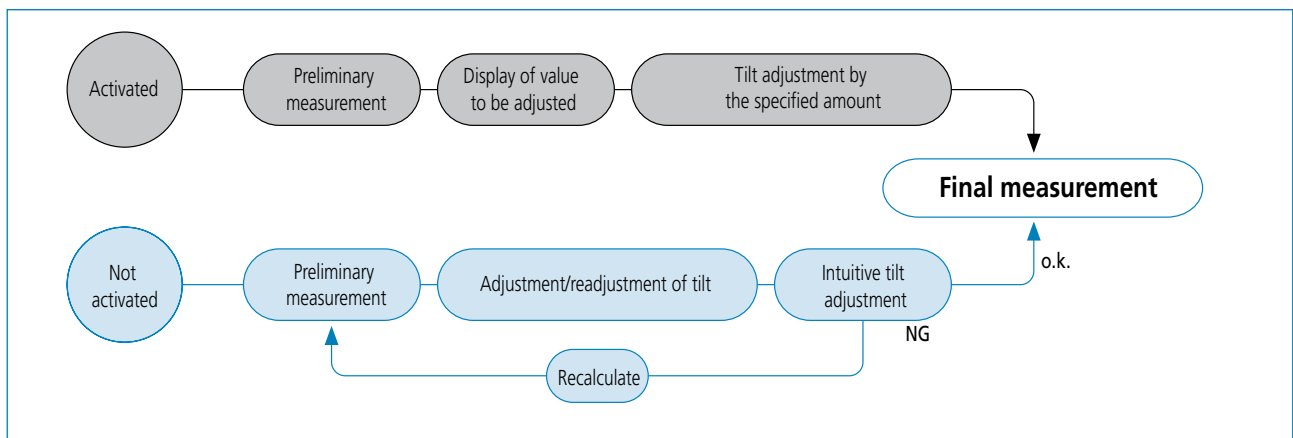 Activated
Preliminary
measurement
Display of value
to be adjusted
Tilt adjustment by
the specified amount
Final measurement
Not
activated
Preliminary
measurement
Adjustment/readjustment of tilt
Intuitive tilt
adjustment
o.k.
NG
Recalculate